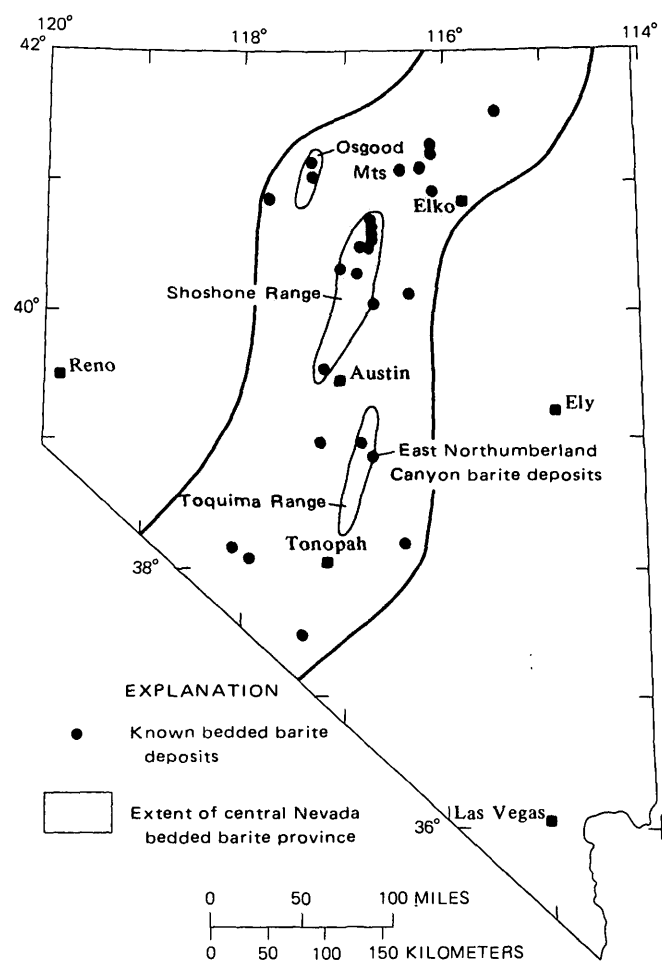 120°
118°
116°
114°
42°
Osgood
Mts
Elko
Shoshone Range
40°
Reno
Austin
Ely
East Northumberland
Canyon barite deposits
Toquima Range
Tonopah
38°
EXPLANATION
Known bedded barite
deposits
Extent of central Nevada
bedded barite province
Las Vegas
36°
0 50 100 MILES
0 50 100 150 KILOMETERS